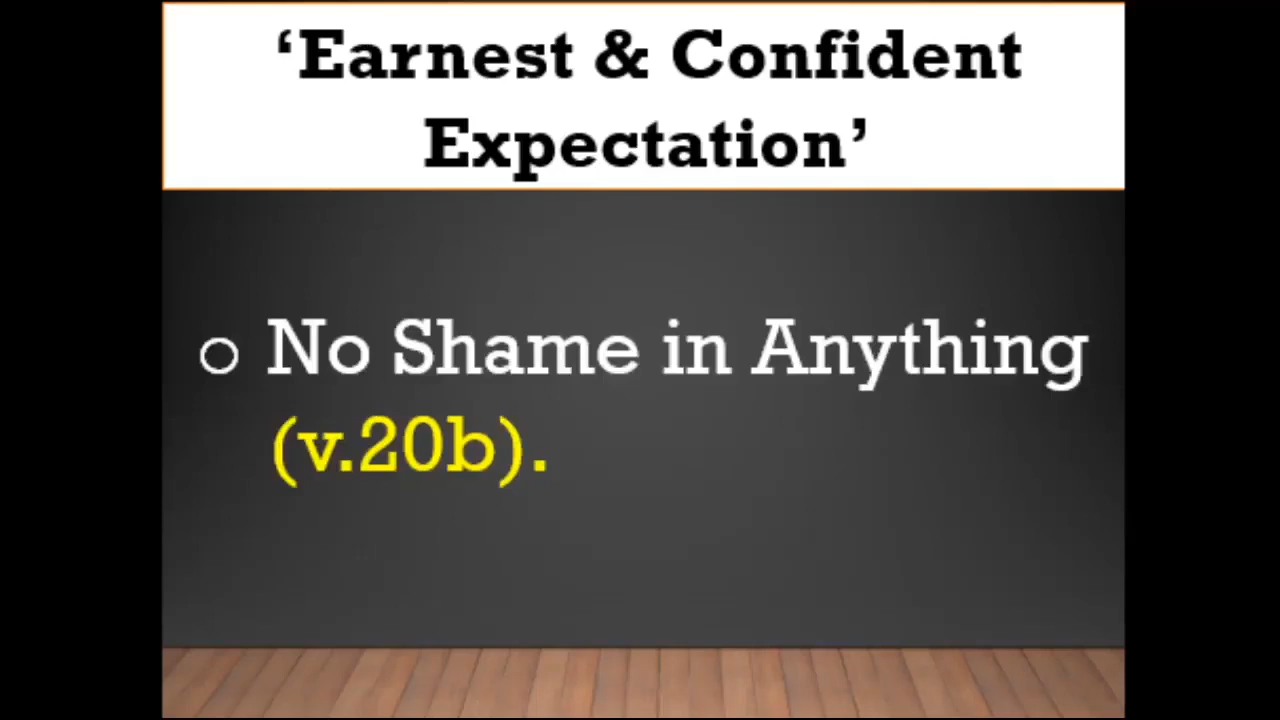 ‘Earnest & Confident
Expectation’
o No Shame in Anything
(v.20b).